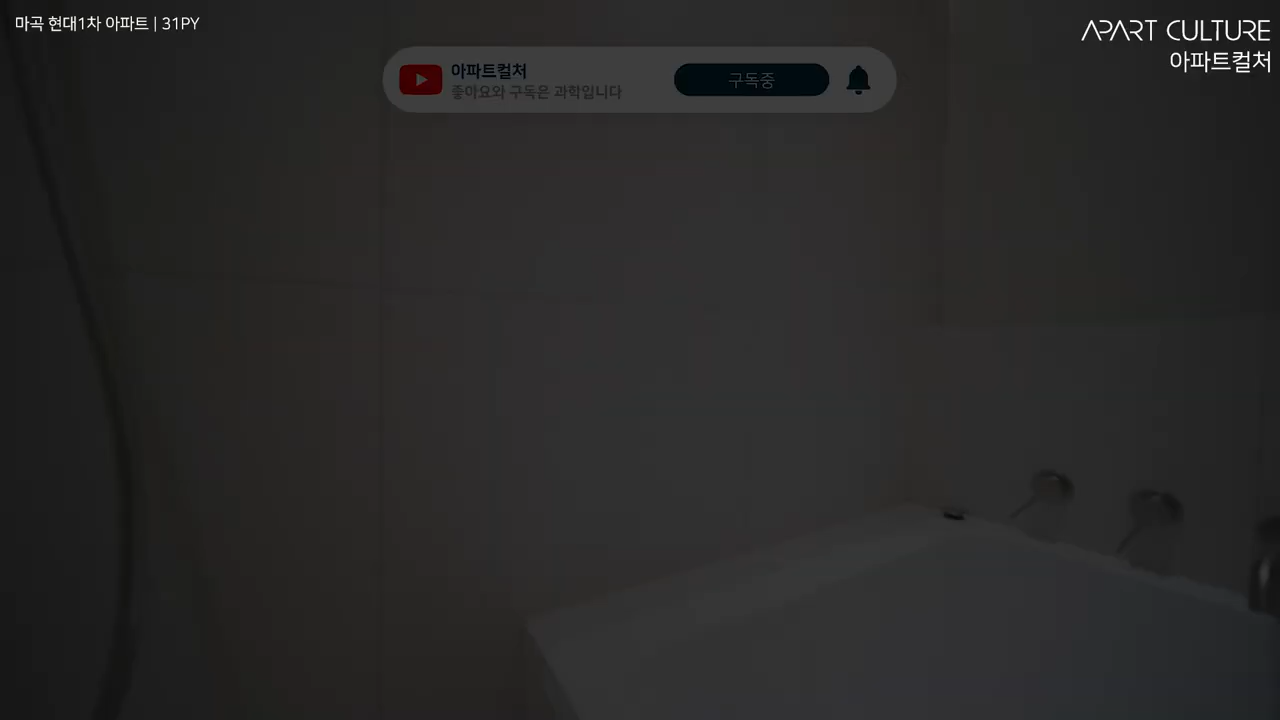 마곡 현대1차 아파트 | 31PY
APART CULTURE
아파트컬처
아파트컬처
좋아요와 구독은 과학입니다
구독중